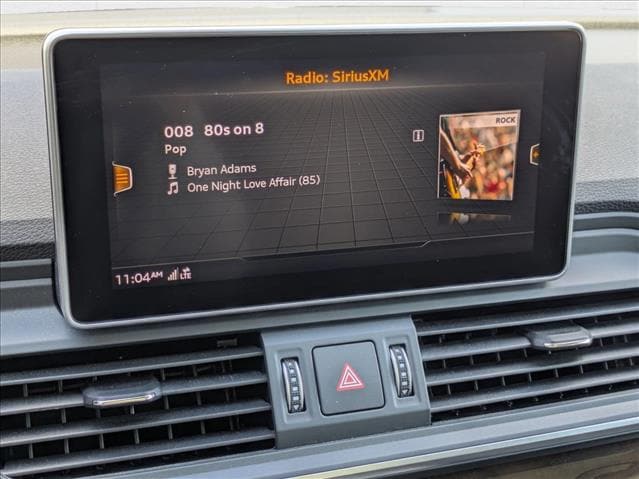 Radio: SiriusXM
008 80s on 8
Pop
ROCK
Bryan Adams
One Night Love Affair (85)
11:04AM LTE